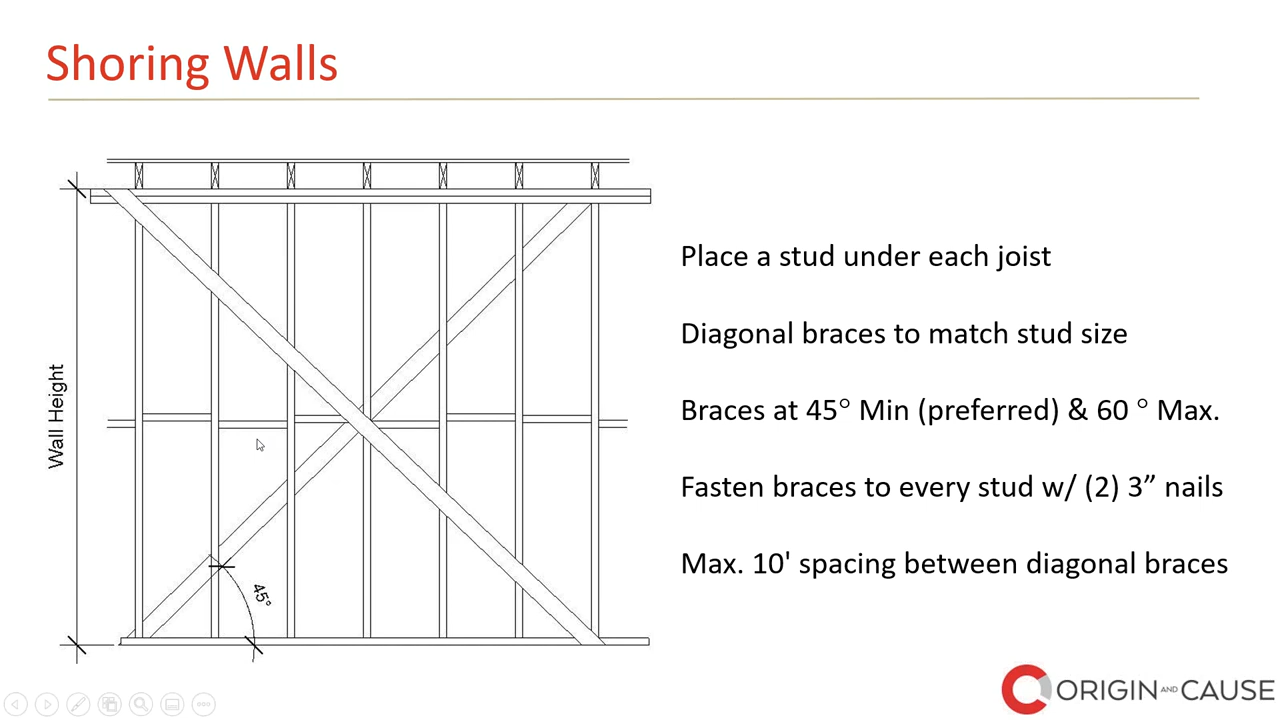 Shoring Walls
Wall Height
45°
Place a stud under each joist
Diagonal braces to match stud size
Braces at 45° Min (preferred) & 60 ° Max.
Fasten braces to every stud w/ (2) 3” nails
Max. 10' spacing between diagonal braces
ORIGIN AND CAUSE